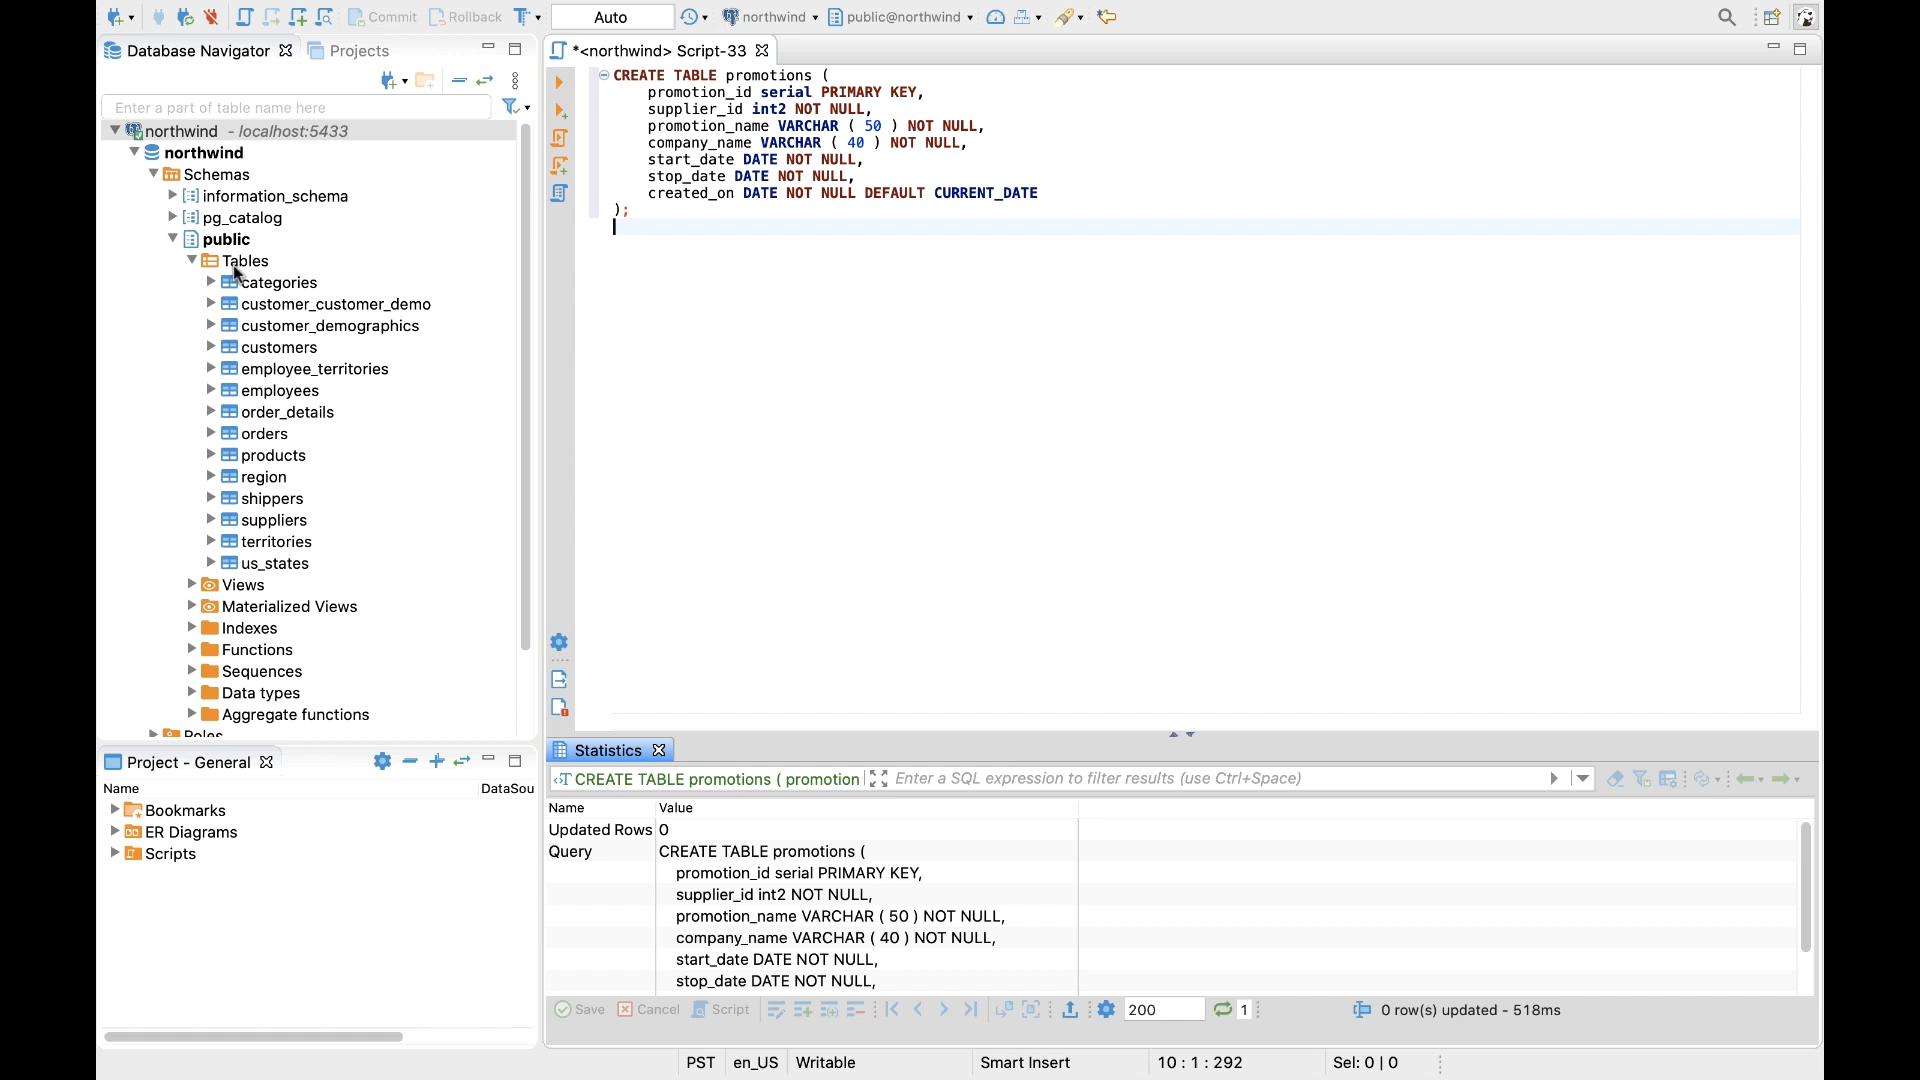 Commit
Rollback
Auto
northwind
public@northwind
Database Navigator
Projects
*<northwind> Script-33
Enter a part of table name here
northwind - localhost:5433
northwind
Schemas
information_schema
pg_catalog
public
Tables
categories
customer_customer_demo
customer_demographics
customers
employee_territories
employees
order_details
orders
products
region
shippers
suppliers
territories
us_states
Views
Materialized Views
Indexes
Functions
Sequences
Data types
Aggregate functions
Roles
CREATE TABLE promotions (
promotion_id serial PRIMARY KEY,
supplier_id int2 NOT NULL,
promotion_name VARCHAR ( 50 ) NOT NULL,
company_name VARCHAR ( 40 ) NOT NULL,
start_date DATE NOT NULL,
stop_date DATE NOT NULL,
created_on DATE NOT NULL DEFAULT CURRENT_DATE
);
Project - General
Name DataSou
Bookmarks
ER Diagrams
Scripts
Statistics
CREATE TABLE promotions ( promotion
Enter a SQL expression to filter results (use Ctrl+Space)
Name Value
Updated Rows 0
Query CREATE TABLE promotions (
promotion_id serial PRIMARY KEY,
supplier_id int2 NOT NULL,
promotion_name VARCHAR ( 50 ) NOT NULL,
company_name VARCHAR ( 40 ) NOT NULL,
start_date DATE NOT NULL,
stop_date DATE NOT NULL,
Save Cancel Script 200 1 0 row(s) updated - 518ms
PST en_US Writable Smart Insert 10 : 1 : 292 Sel: 0 | 0